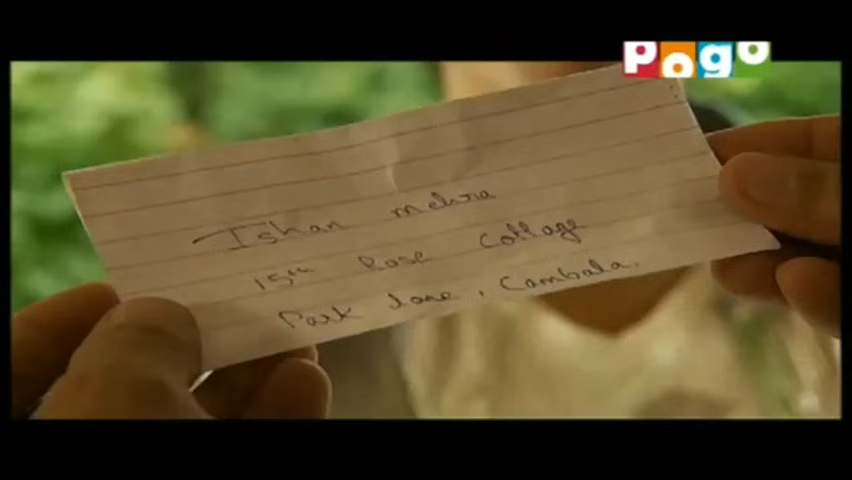 Pogo
Ishan mehra
15th Rose Cottage
Park lane, Cambala.